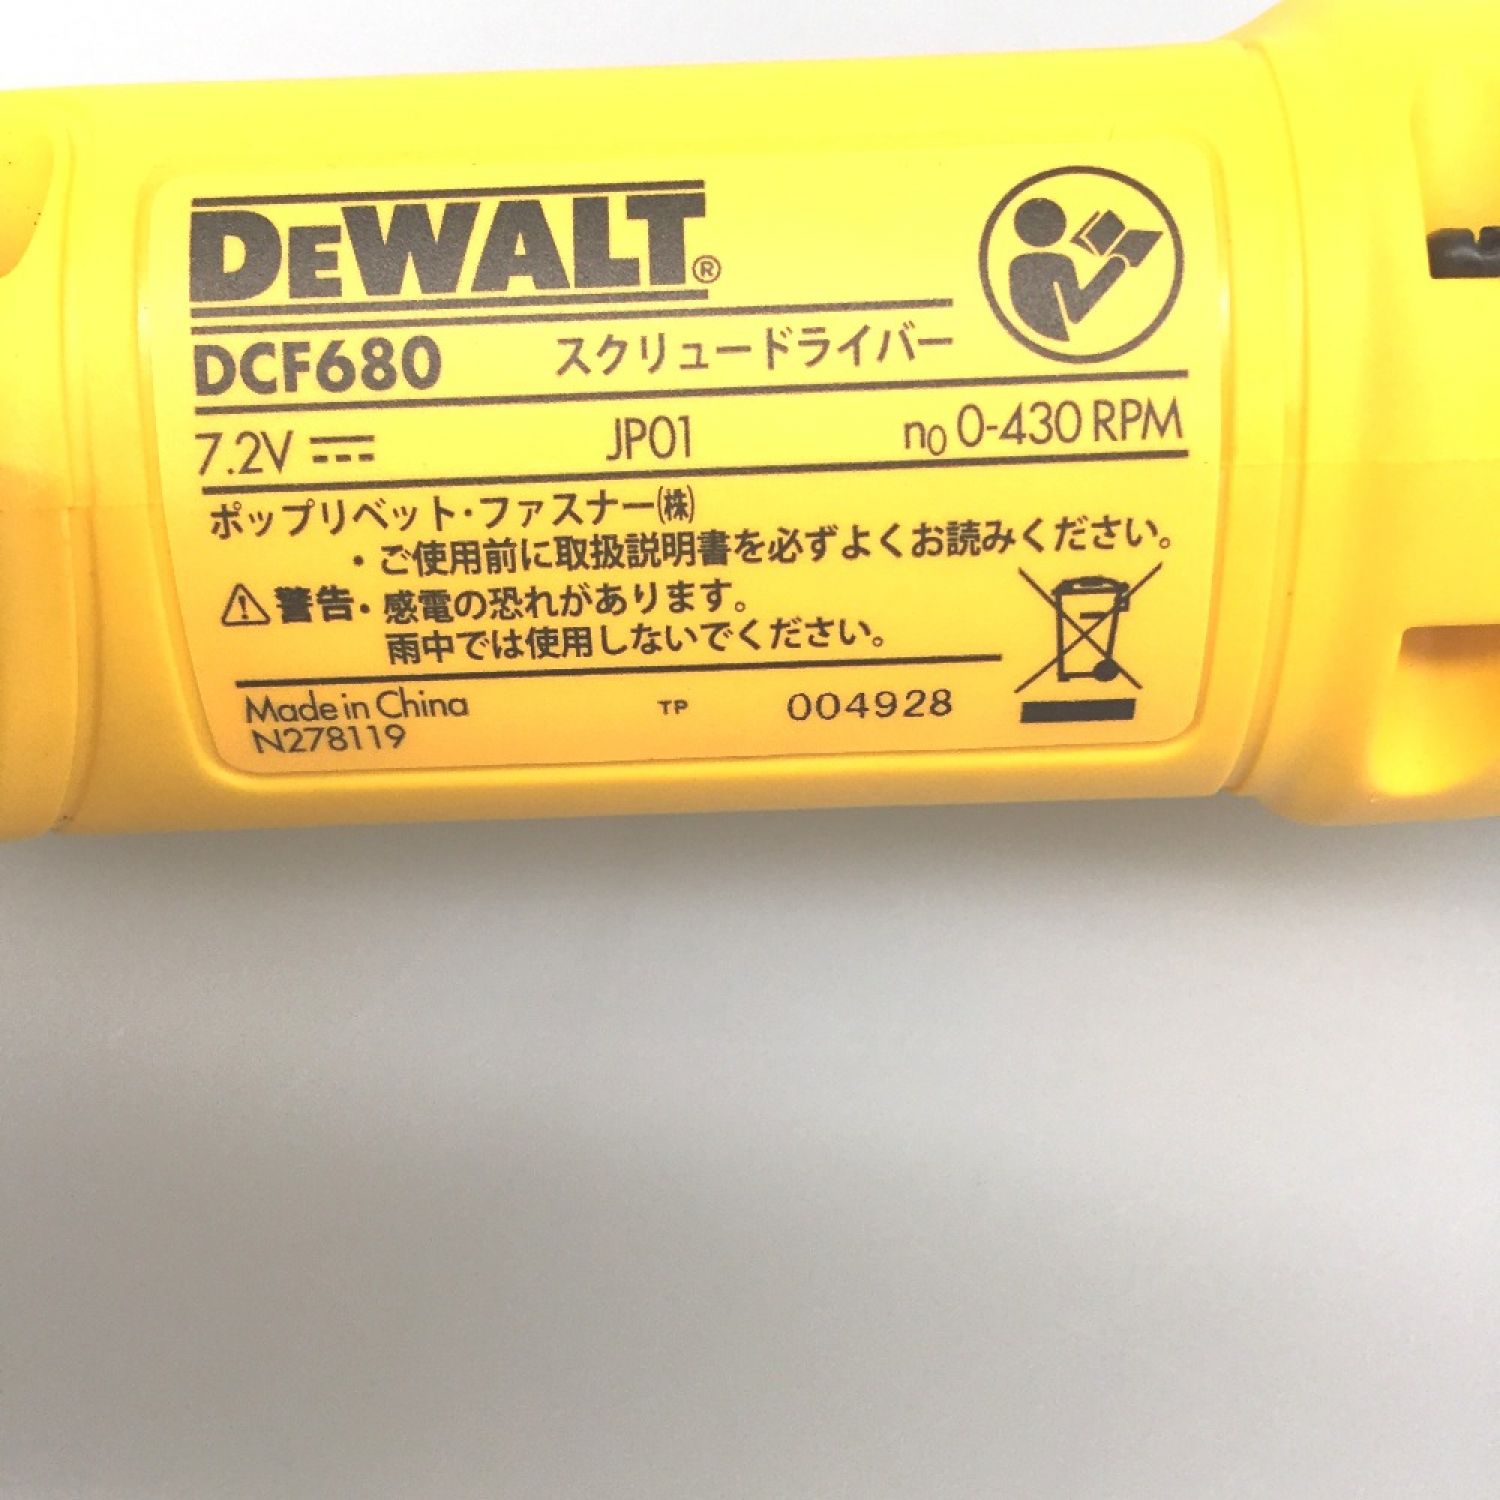 DEWALT®
DCF680 スクリュードライバー
7.2V JP01 n0 0-430 RPM
ポップリベット・ファスナー㈱
・ご使用前に取扱説明書を必ずよくお読みください。
警告・感電の恐れがあります。
雨中では使用しないでください。
Made in China TP 004928
N278119